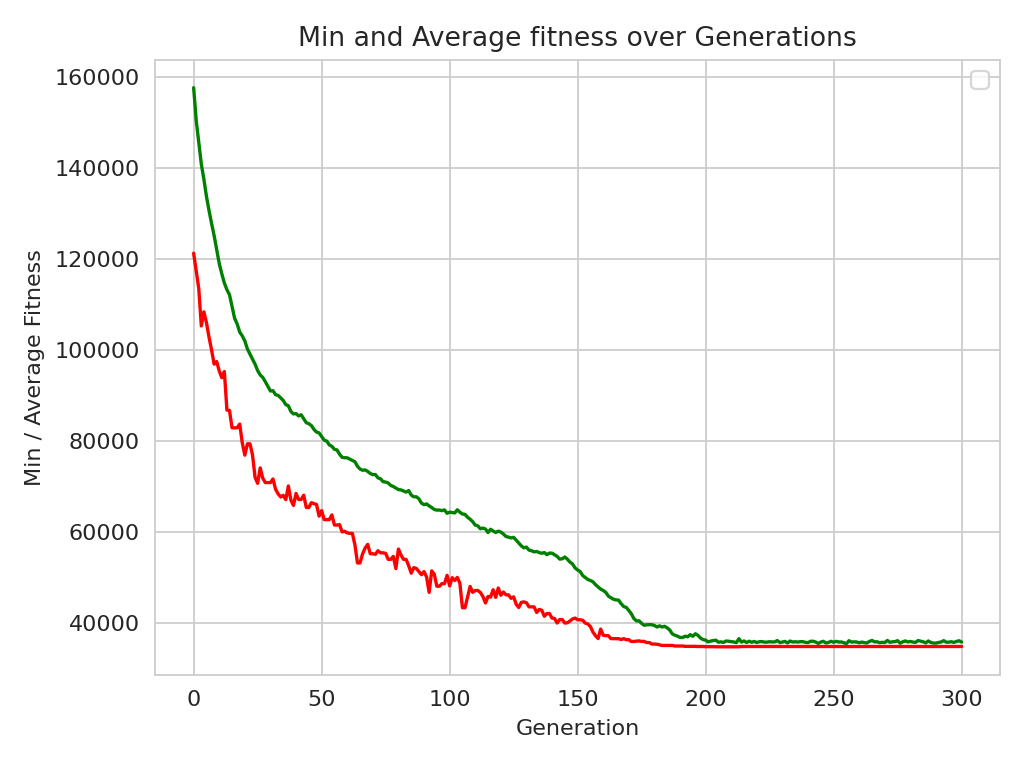 Min and Average fitness over Generations
160000
140000
120000
100000
80000
60000
40000
Min / Average Fitness
0 50 100 150 200 250 300
Generation